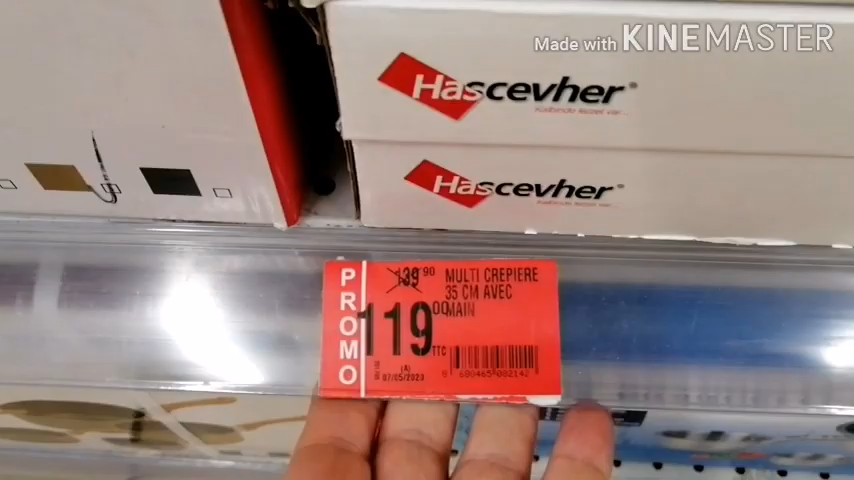 Made with KINEMASTER
Hascevher
Hascevher
PROMO
139.90
MULTI CREPIERE
35 CM AVEC
MAIN
119.00
TTC
(A)
07/05/2023